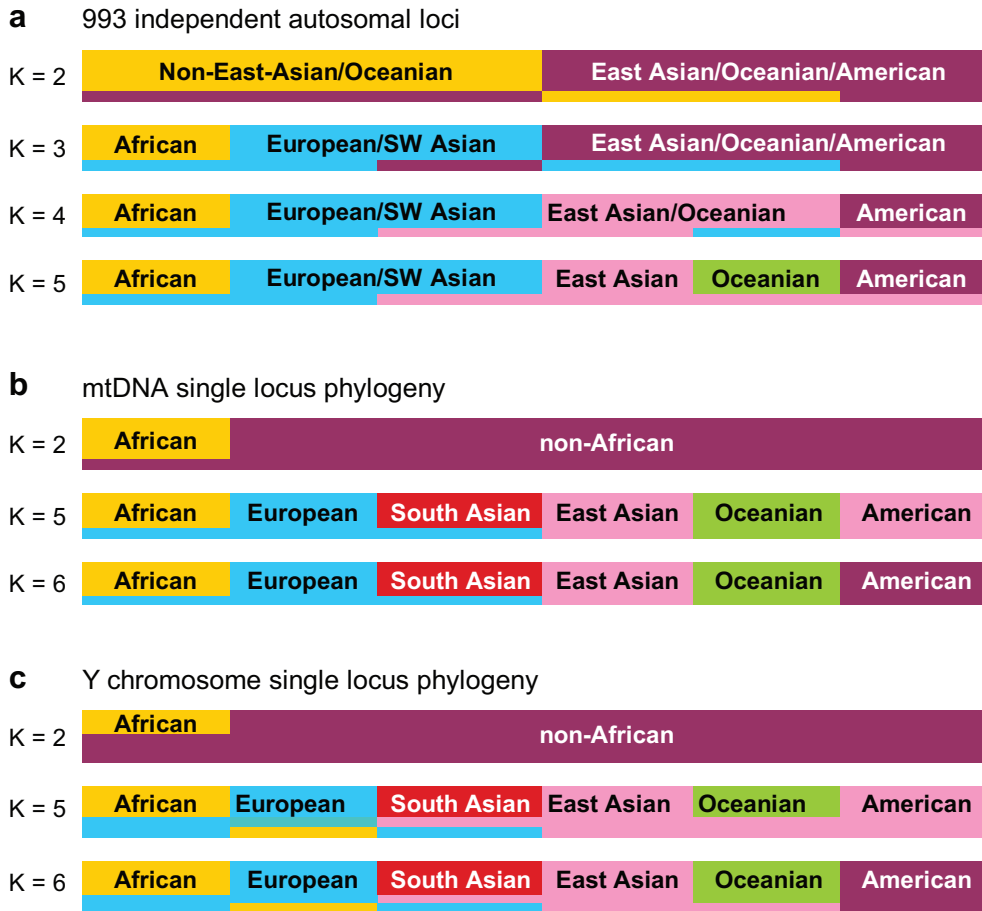 a 993 independent autosomal loci
K = 2 Non-East-Asian/Oceanian East Asian/Oceanian/American
K = 3 African European/SW Asian East Asian/Oceanian/American
K = 4 African European/SW Asian East Asian/Oceanian American
K = 5 African European/SW Asian East Asian Oceanian American
b mtDNA single locus phylogeny
K = 2 African non-African
K = 5 African European South Asian East Asian Oceanian American
K = 6 African European South Asian East Asian Oceanian American
c Y chromosome single locus phylogeny
K = 2 African non-African
K = 5 African European South Asian East Asian Oceanian American
K = 6 African European South Asian East Asian Oceanian American